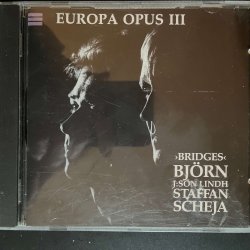 EUROPA OPUS III
›BRIDGES‹
BJÖRN
J:SON LINDH
STAFFAN
SCHEJA